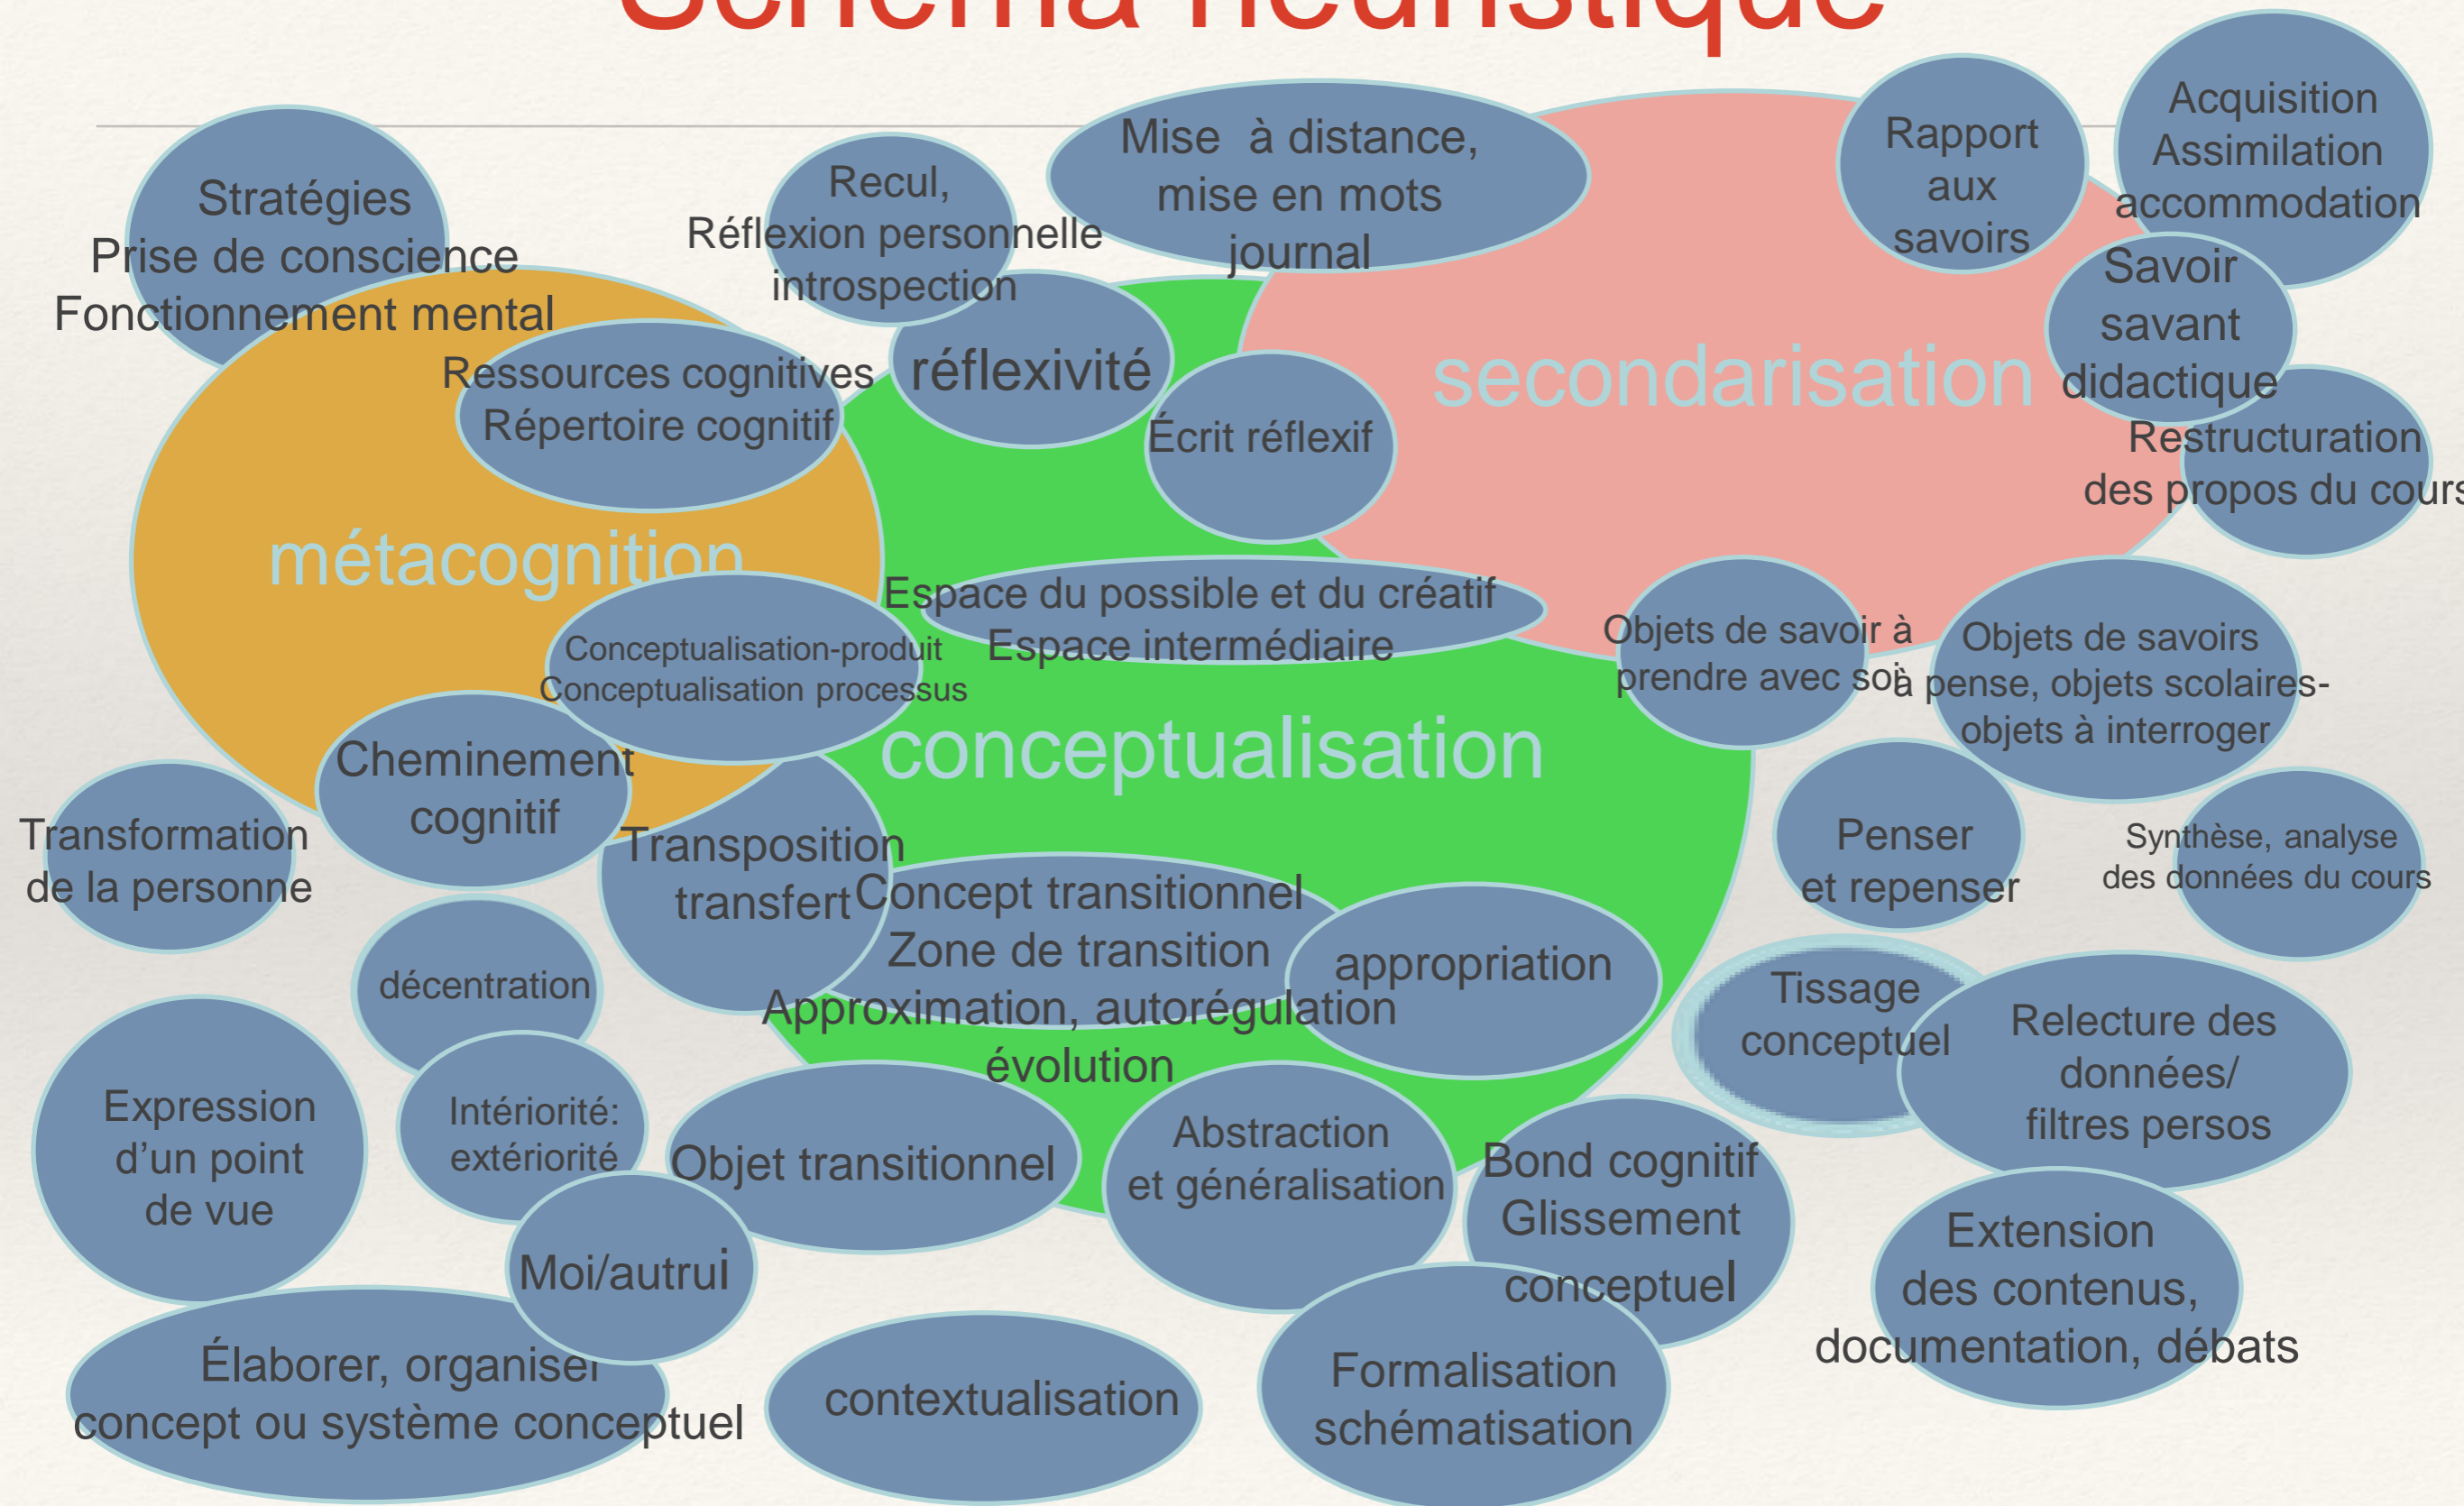 Schéma heuristique
Stratégies
Prise de conscience
Fonctionnement mental
Recul,
Réflexion personnelle
introspection
Mise à distance,
mise en mots
journal
Rapport
aux
savoirs
Acquisition
Assimilation
accommodation
Savoir
savant
didactique
Restructuration
des propos du cours
Ressources cognitives
Répertoire cognitif
réflexivité
Écrit réflexif
secondarisation
métacognition
Conceptualisation-produit
Conceptualisation processus
Espace du possible et du créatif
Espace intermédiaire
Objets de savoir à
prendre avec soi
Objets de savoirs
à pense, objets scolaires-
objets à interroger
conceptualisation
Cheminement
cognitif
Transformation
de la personne
Transposition
transfert
Penser
et repenser
Synthèse, analyse
des données du cours
Concept transitionnel
Zone de transition
Approximation, autorégulation
évolution
appropriation
décentration
Tissage
conceptuel
Relecture des
données/
filtres persos
Expression
d’un point
de vue
Intériorité:
extériorité
Objet transitionnel
Abstraction
et généralisation
Bond cognitif
Glissement
conceptuel
Moi/autrui
Extension
des contenus,
documentation, débats
Élaborer, organiser
concept ou système conceptuel
contextualisation
Formalisation
schématisation